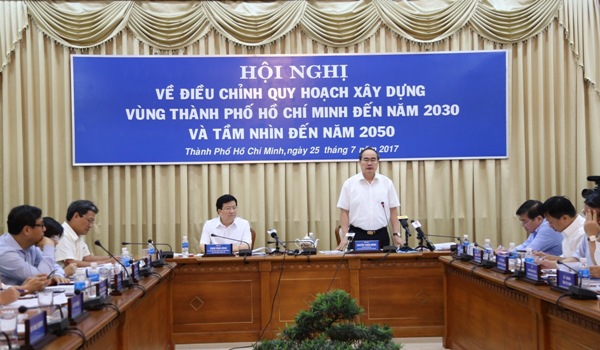 HỘI NGHỊ
VỀ ĐIỀU CHỈNH QUY HOẠCH XÂY DỰNG
VÙNG THÀNH PHỐ HỒ CHÍ MINH ĐẾN NĂM 2030
VÀ TẦM NHÌN ĐẾN NĂM 2050
Thành Phố Hồ Chí Minh, ngày 25 tháng 7 năm 2017